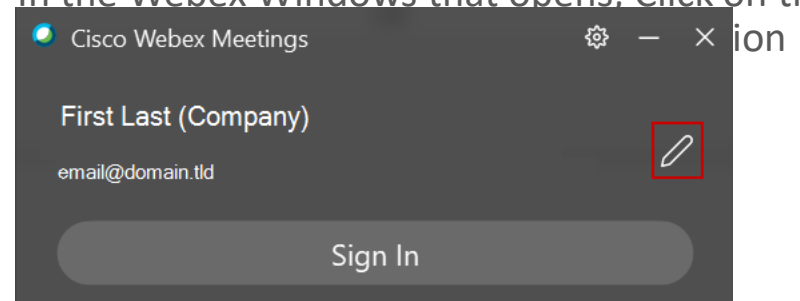 in the Webex Windows that opens, Click on th
Cisco Webex Meetings
ion
First Last (Company)
email@domain.tld
Sign In